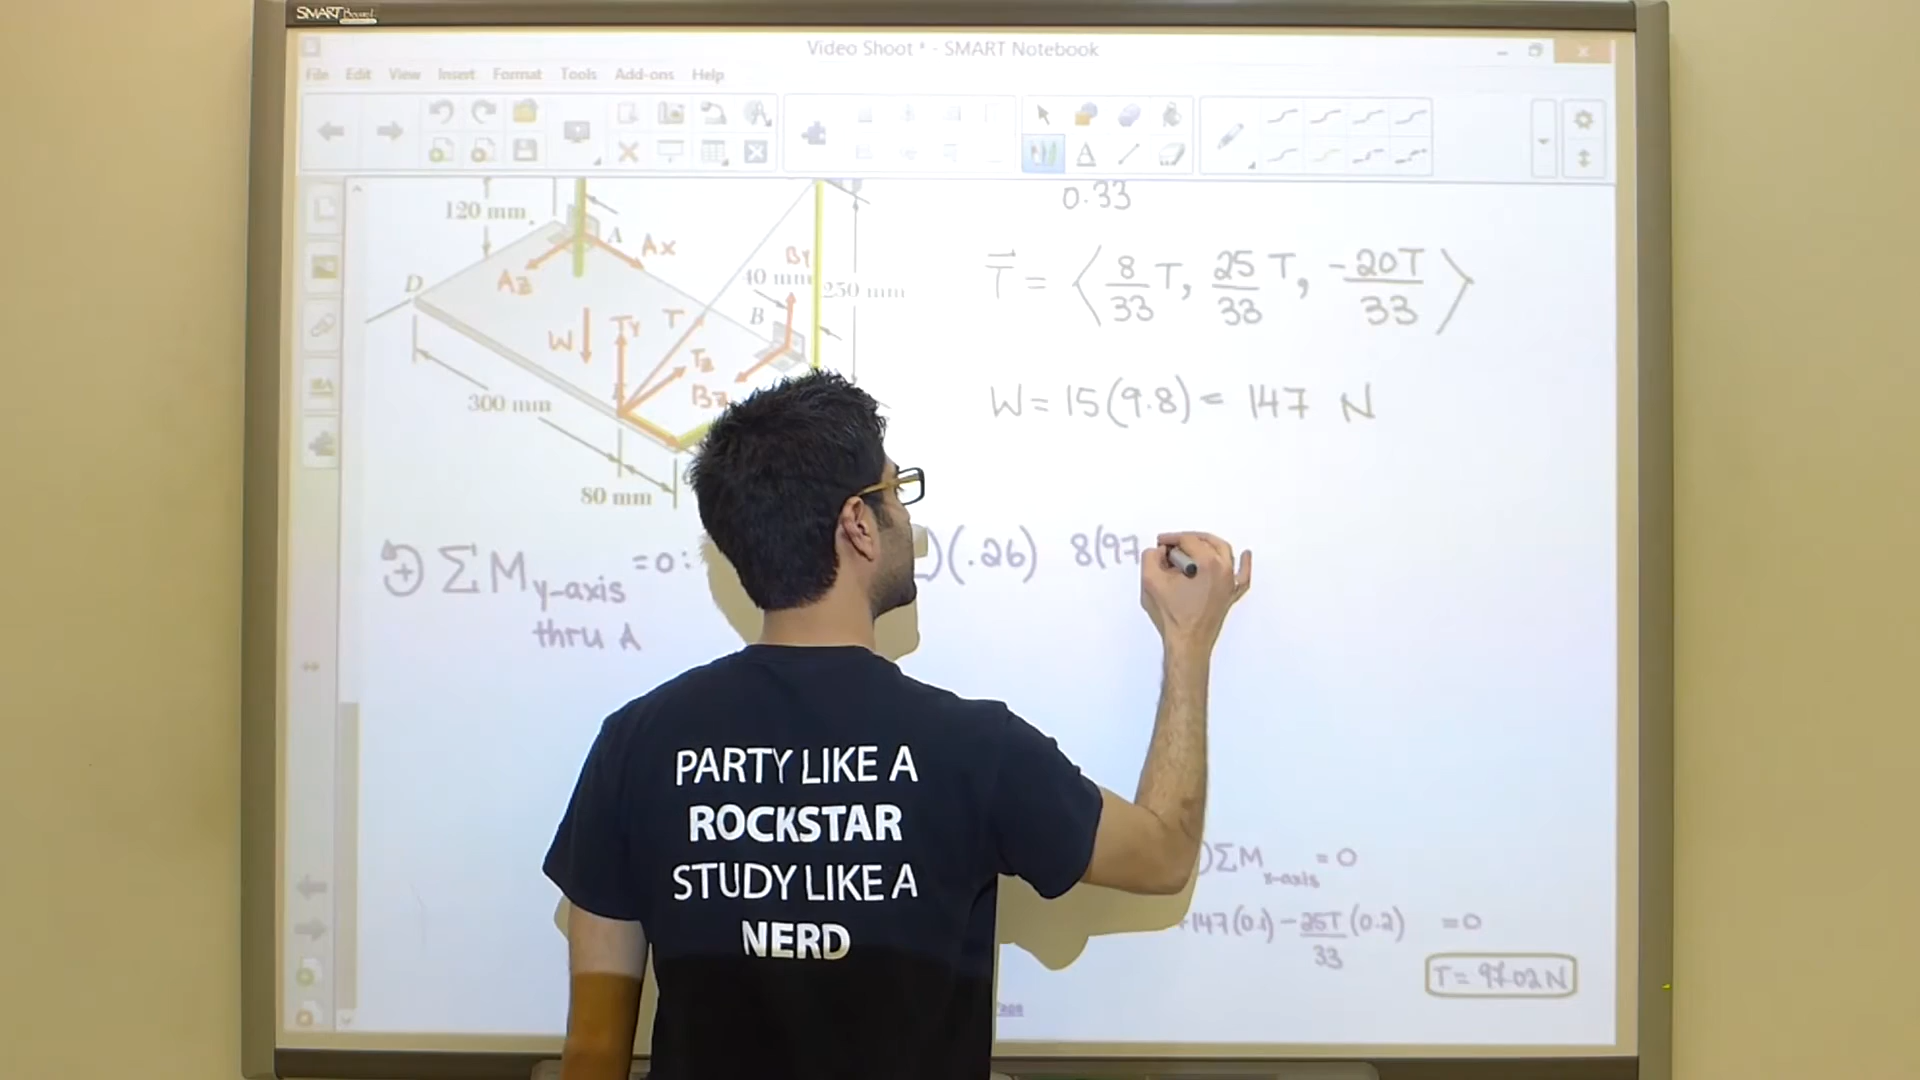 SMART Board
Video Shoot * - SMART Notebook
File Edit View Insert Format Tools Add-ons Help
0.33
120 mm
A
Ax
Az
By
40 mm
250 mm
D
B
W
Ty
T
Tz
Bz
300 mm
80 mm
T = ⟨ 8/33 T, 25/33 T, -20T/33 ⟩
W = 15(9.8) = 147 N
+ ΣM y-axis thru A = 0 :
)(.26) 8(97
PARTY LIKE A
ROCKSTAR
STUDY LIKE A
NERD
)ΣM x-axis = 0
+147(0.1) - 25T/33 (0.2) = 0
T = 97.02 N
Page